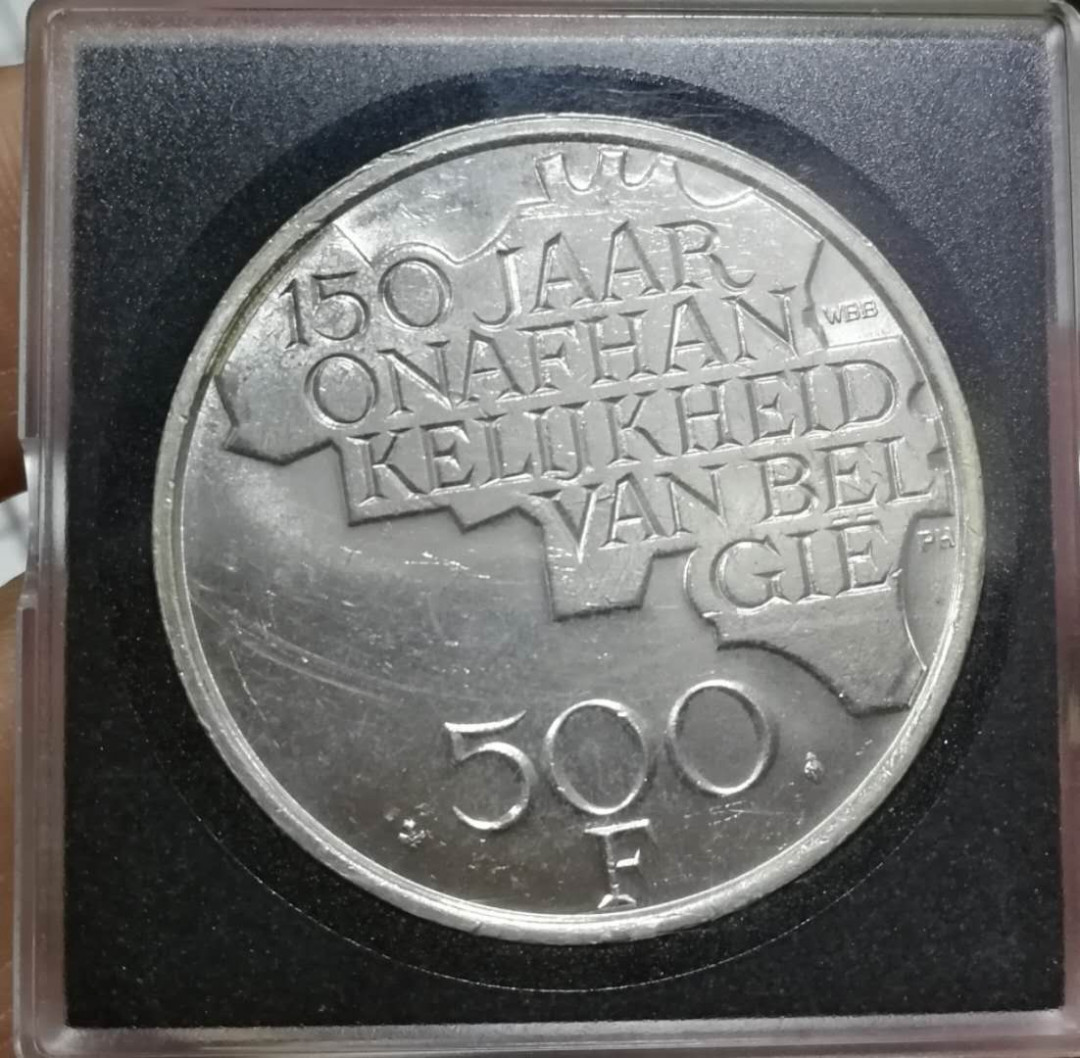 150 JAAR
ONAFHAN
WBB
KELIJKHEID
VAN BEL
GIË
PH
500
F